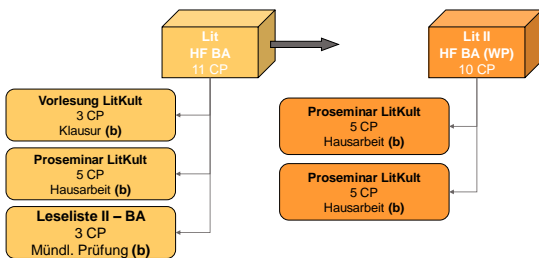 Lit
HF BA
11 CP
Vorlesung LitKult
3 CP
Klausur (b)
Proseminar LitKult
5 CP
Hausarbeit (b)
Leseliste II – BA
3 CP
Mündl. Prüfung (b)
Lit II
HF BA (WP)
10 CP
Proseminar LitKult
5 CP
Hausarbeit (b)
Proseminar LitKult
5 CP
Hausarbeit (b)